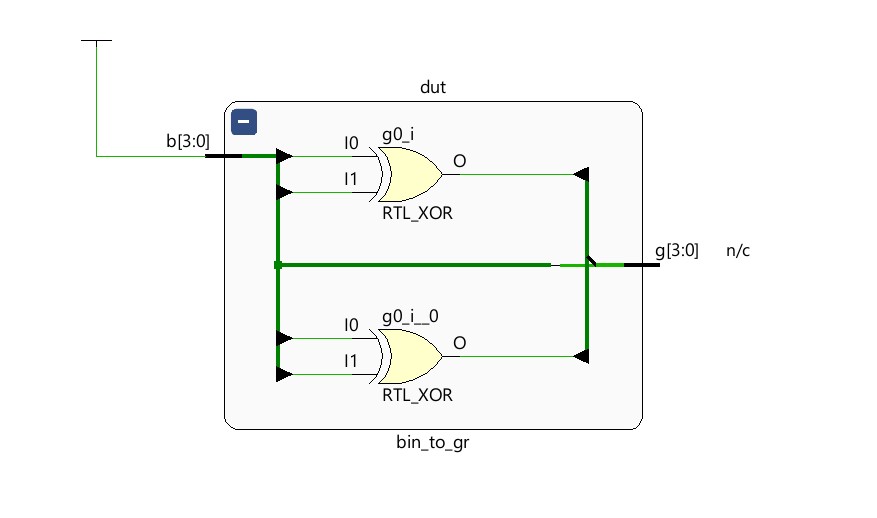 dut
b[3:0]
I0
g0_i
O
I1
RTL_XOR
g[3:0] n/c
I0
g0_i__0
O
I1
RTL_XOR
bin_to_gr